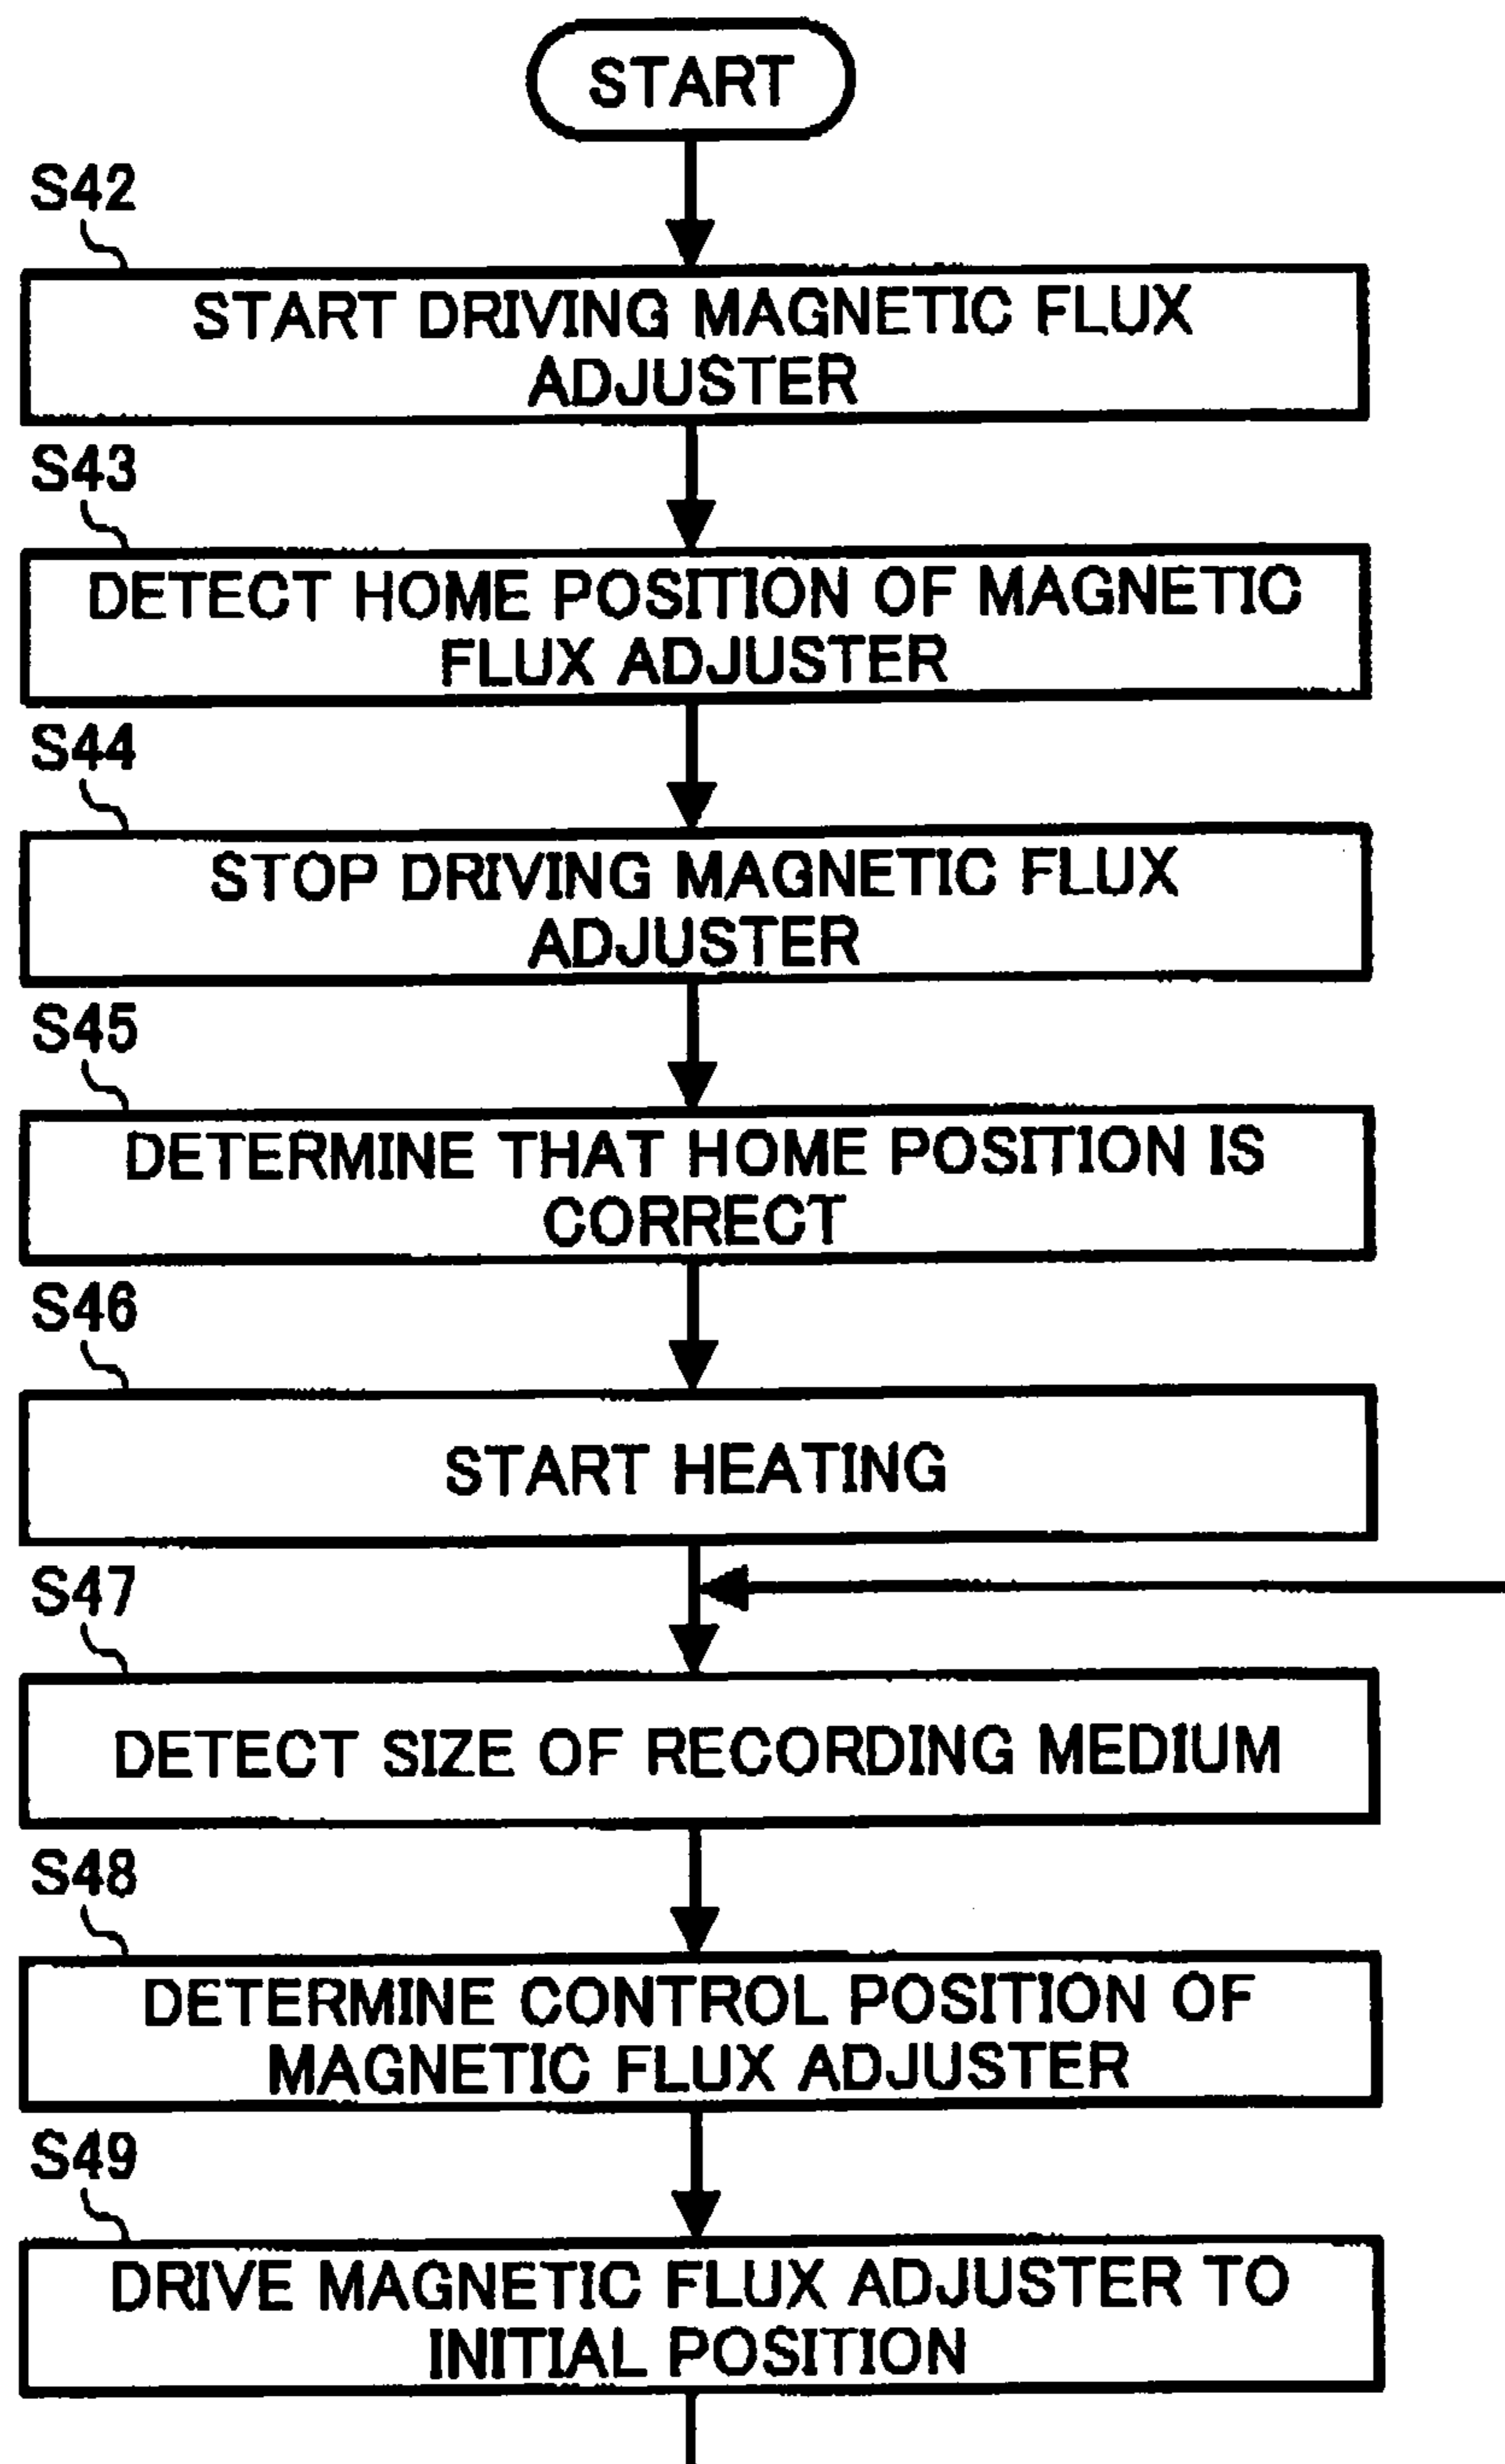 START
S42
START DRIVING MAGNETIC FLUX
ADJUSTER
S43
DETECT HOME POSITION OF MAGNETIC
FLUX ADJUSTER
S44
STOP DRIVING MAGNETIC FLUX
ADJUSTER
S45
DETERMINE THAT HOME POSITION IS
CORRECT
S46
START HEATING
S47
DETECT SIZE OF RECORDING MEDIUM
S48
DETERMINE CONTROL POSITION OF
MAGNETIC FLUX ADJUSTER
S49
DRIVE MAGNETIC FLUX ADJUSTER TO
INITIAL POSITION